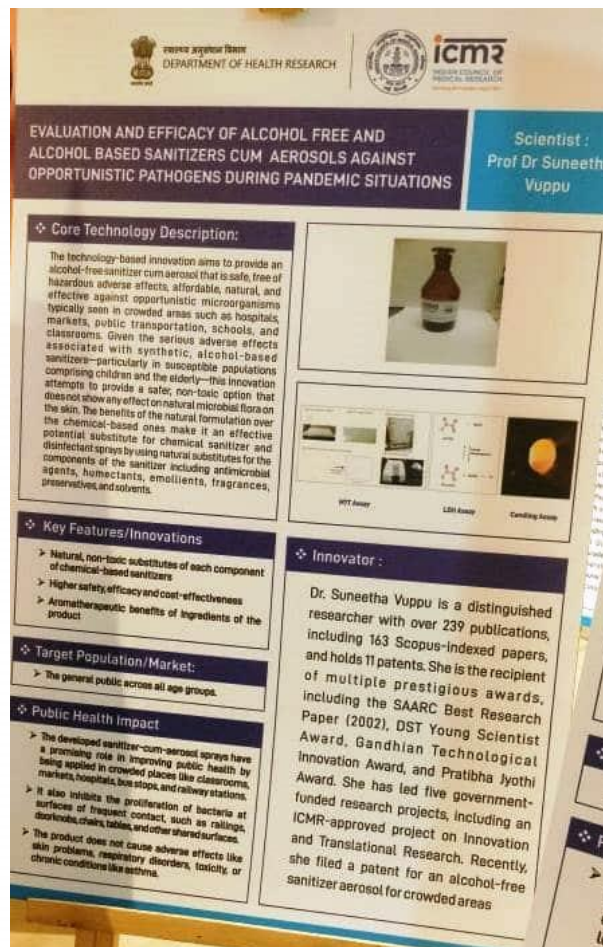 स्वास्थ्य अनुसंधान विभाग
DEPARTMENT OF HEALTH RESEARCH
icmr
INDIAN COUNCIL OF
MEDICAL RESEARCH
EVALUATION AND EFFICACY OF ALCOHOL FREE AND
ALCOHOL BASED SANITIZERS CUM AEROSOLS AGAINST
OPPORTUNISTIC PATHOGENS DURING PANDEMIC SITUATIONS
Scientist :
Prof Dr Suneeth
Vuppu
❖ Core Technology Description:
The technology-based innovation aims to provide an
alcohol-free sanitizer cum aerosol that is safe, free of
hazardous adverse effects, affordable, natural, and
effective against opportunistic microorganisms
typically seen in crowded areas such as hospitals,
markets, public transportation, schools, and
classrooms. Given the serious adverse effects
associated with synthetic, alcohol-based
sanitizers—particularly in susceptible populations
comprising children and the elderly—this innovation
attempts to provide a safer, non-toxic option that
does not show any effect on natural microbial flora on
the skin. The benefits of the natural formulation over
the chemical-based ones make it an effective
potential substitute for chemical sanitizer and
disinfectant sprays by using natural substitutes for the
components of the sanitizer including antimicrobial
agents, humectants, emollients, fragrances,
preservatives, and solvents.
MTT Assay
LDH Assay
Candling Assay
❖ Key Features/Innovations
➤ Natural, non-toxic substitutes of each component
of chemical-based sanitizers
➤ Higher safety, efficacy and cost-effectiveness
➤ Aromatherapeutic benefits of ingredients of the
product
❖ Target Population/Market:
➤ The general public across all age groups.
❖ Public Health Impact
➤ The developed sanitizer-cum-aerosol sprays have
a promising role in improving public health by
being applied in crowded places like classrooms,
markets, hospitals, bus stops, and railway stations.
➤ It also inhibits the proliferation of bacteria at
surfaces of frequent contact, such as railings,
doorknobs, chairs, tables, and other shared surfaces.
➤ The product does not cause adverse effects like
skin problems, respiratory disorders, toxicity, or
chronic conditions like asthma.
❖ Innovator :
Dr. Suneetha Vuppu is a distinguished
researcher with over 239 publications,
including 163 Scopus-indexed papers,
and holds 11 patents. She is the recipient
of multiple prestigious awards,
including the SAARC Best Research
Paper (2002), DST Young Scientist
Award, Gandhian Technological
Innovation Award, and Pratibha Jyothi
Award. She has led five government-
funded research projects, including an
ICMR-approved project on Innovation
and Translational Research. Recently,
she filed a patent for an alcohol-free
sanitizer aerosol for crowded areas